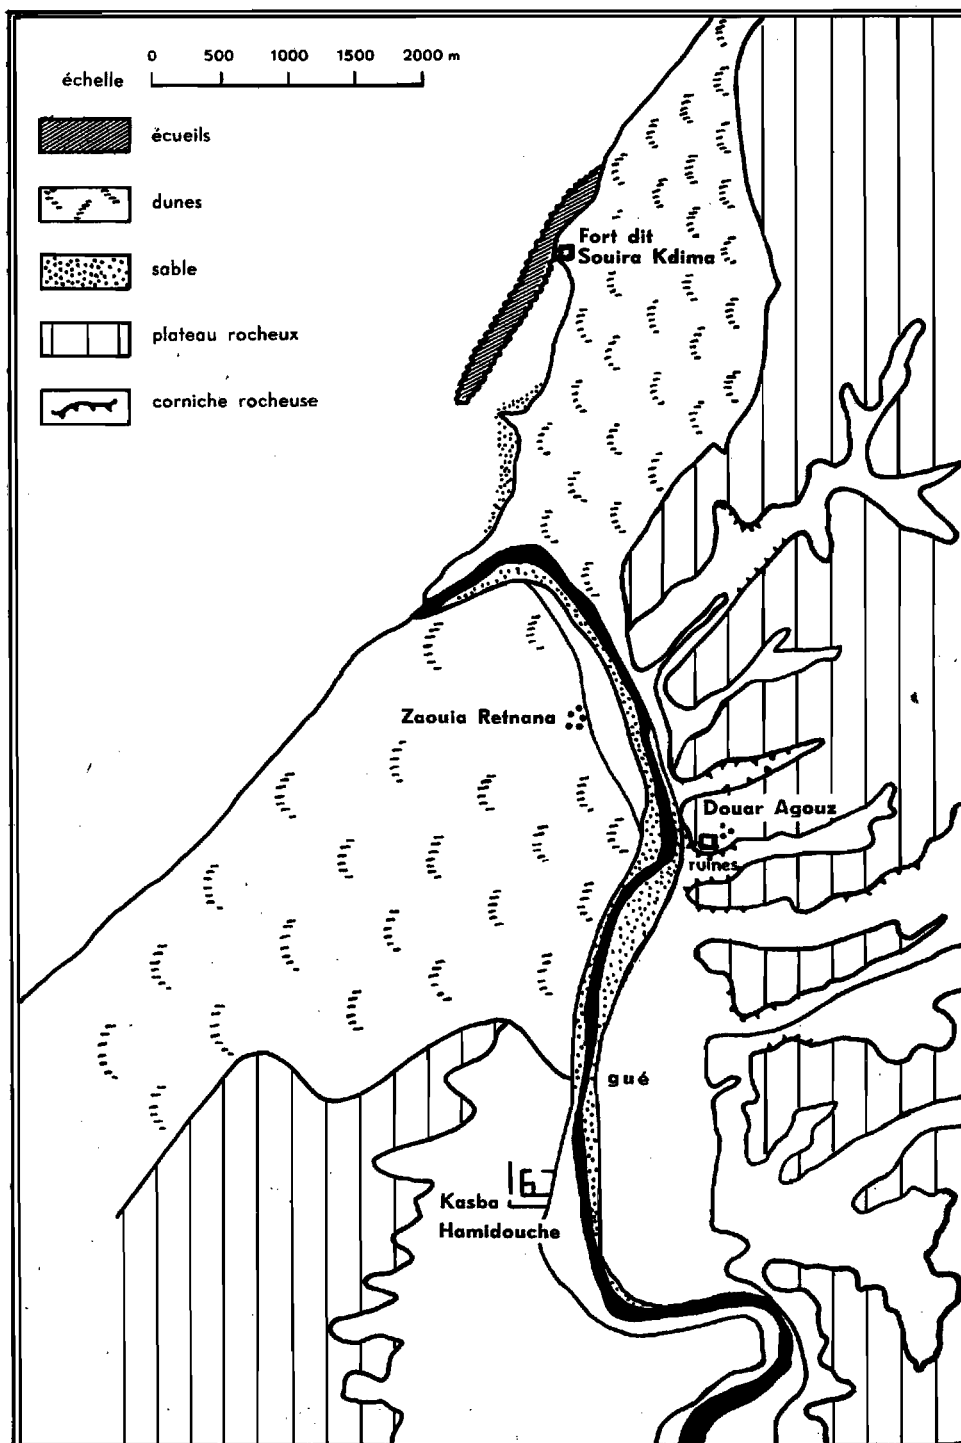 0 500 1000 1500 2000 m
échelle
écueils
dunes
sable
plateau rocheux
corniche rocheuse
Fort dit
Souira Kdima
Zaouia Retnana
Douar Agouz
ruines
gué
Kasba
Hamidouche